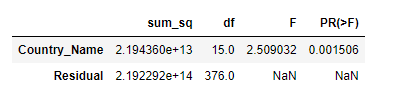 sum_sq df F PR(>F)
Country_Name 2.194360e+13 15.0 2.509032 0.001506
Residual 2.192292e+14 376.0 NaN NaN